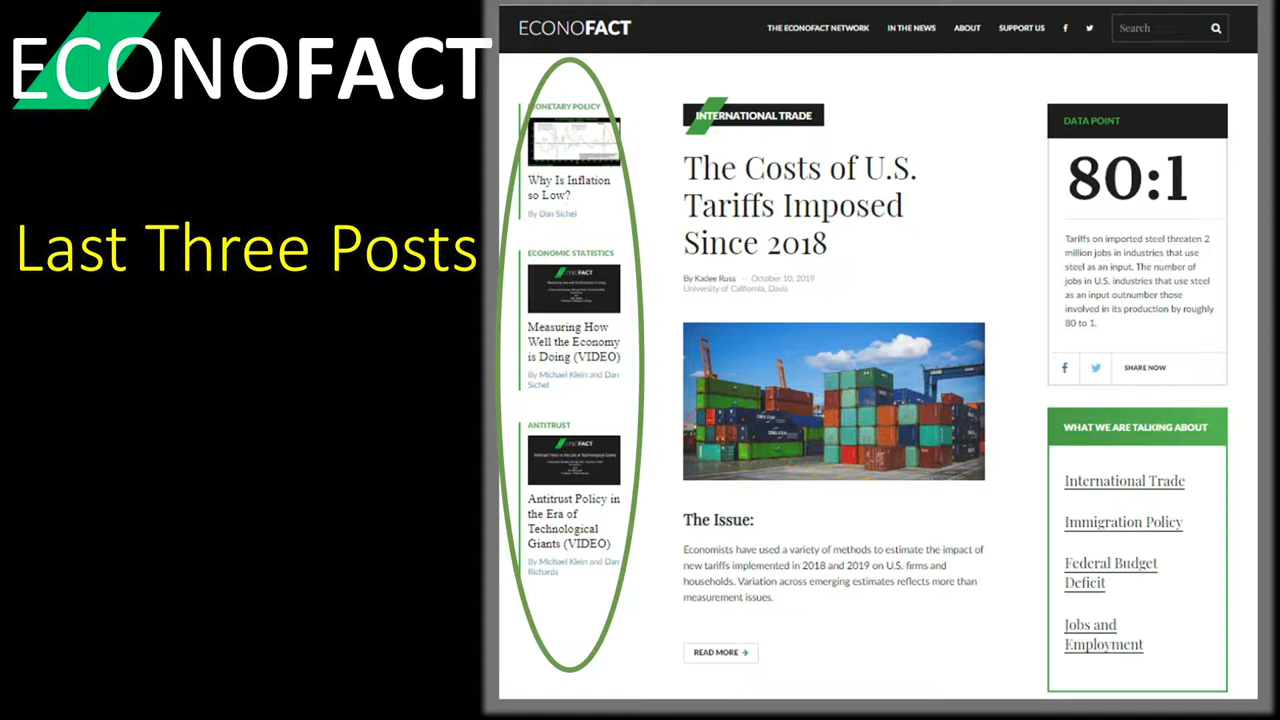 ECONOFACT
Last Three Posts
ECONOFACT
THE ECONOFACT NETWORK
IN THE NEWS
ABOUT
SUPPORT US
Search
MONETARY POLICY
Why Is Inflation
so Low?
By Dan Sichel
ECONOMIC STATISTICS
ECONOFACT
Measuring How
Well the Economy
is Doing (VIDEO)
By Michael Klein and Dan
Sichel
ANTITRUST
ECONOFACT
Antitrust Policy in
the Era of
Technological
Giants (VIDEO)
By Michael Klein and Dan
Richards
INTERNATIONAL TRADE
The Costs of U.S.
Tariffs Imposed
Since 2018
By Kadee Russ - October 10, 2019
University of California, Davis
The Issue:
Economists have used a variety of methods to estimate the impact of
new tariffs implemented in 2018 and 2019 on U.S. firms and
households. Variation across emerging estimates reflects more than
measurement issues.
READ MORE →
DATA POINT
80:1
Tariffs on imported steel threaten 2
million jobs in industries that use
steel as an input. The number of
jobs in U.S. industries that use steel
as an input outnumber those
involved in its production by roughly
80 to 1.
SHARE NOW
WHAT WE ARE TALKING ABOUT
International Trade
Immigration Policy
Federal Budget
Deficit
Jobs and
Employment